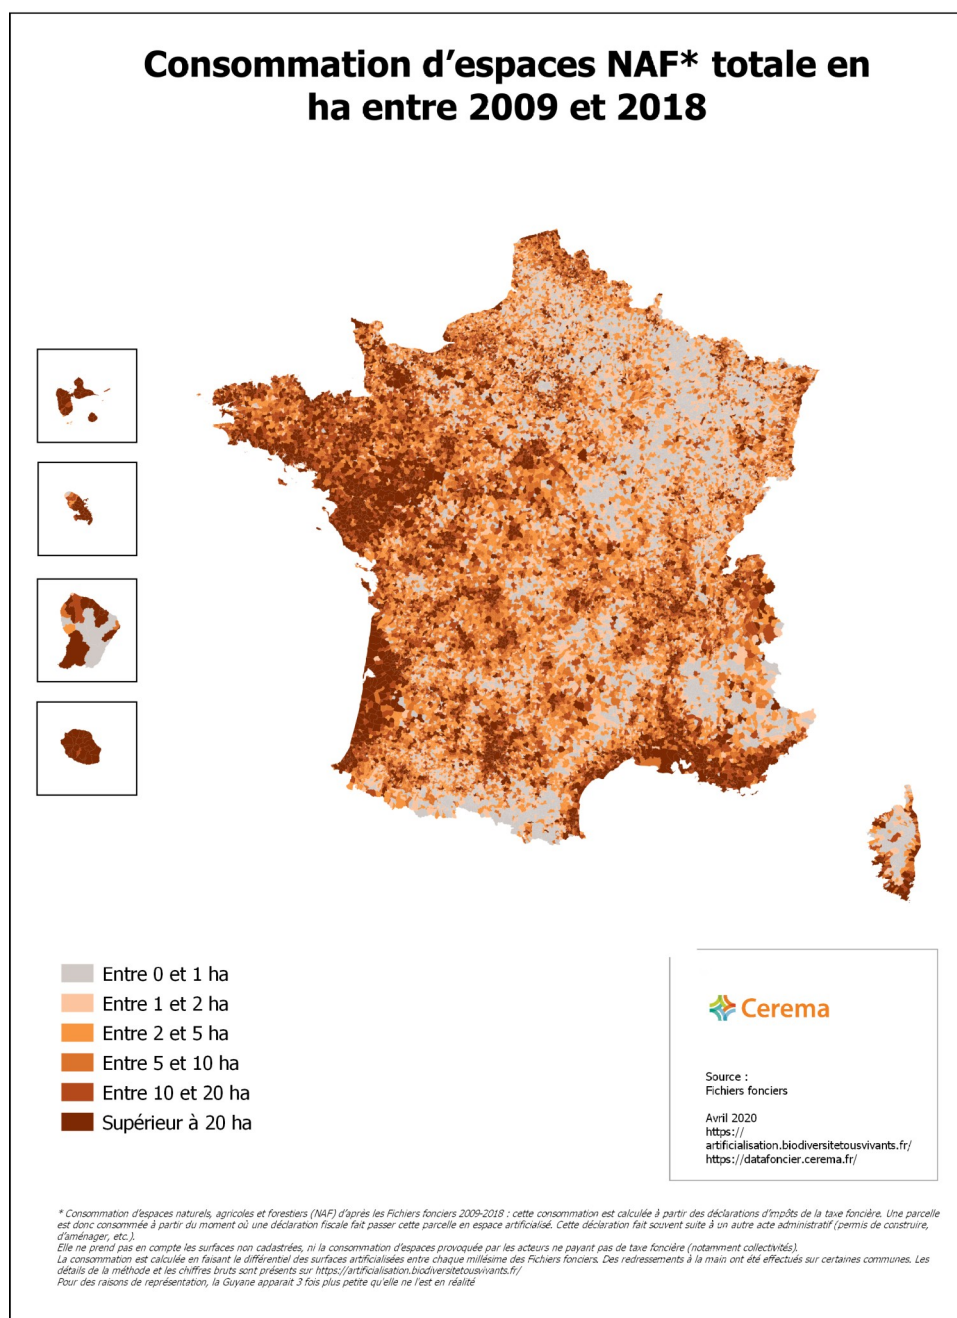 Consommation d’espaces NAF* totale en
ha entre 2009 et 2018
Entre 0 et 1 ha
Entre 1 et 2 ha
Entre 2 et 5 ha
Entre 5 et 10 ha
Entre 10 et 20 ha
Supérieur à 20 ha
Cerema
Source :
Fichiers fonciers
Avril 2020
https://
artificialisation.biodiversitetousvivants.fr/
https://datafoncier.cerema.fr/
* Consommation d'espaces naturels, agricoles et forestiers (NAF) d'après les Fichiers fonciers 2009-2018 : cette consommation est calculée à partir des déclarations d'impôts de la taxe foncière. Une parcelle
est donc consommée à partir du moment où une déclaration fiscale fait passer cette parcelle en espace artificialisé. Cette déclaration fait souvent suite à un autre acte administratif (permis de construire,
d'aménager, etc.).
Elle ne prend pas en compte les surfaces non cadastrées, ni la consommation d'espaces provoquée par les acteurs ne payant pas de taxe foncière (notamment collectivités).
La consommation est calculée en faisant le différentiel des surfaces artificialisées entre chaque millésime des Fichiers fonciers. Des redressements à la main ont été effectués sur certaines communes. Les
détails de la méthode et les chiffres bruts sont présents sur https://artificialisation.biodiversitetousvivants.fr/
Pour des raisons de représentation, la Guyane apparait 3 fois plus petite qu'elle ne l'est en réalité